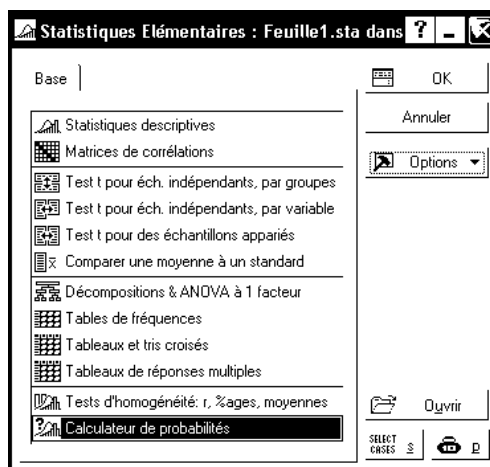 Statistiques Elémentaires : Feuille1.sta dans ?
Base
OK
Annuler
Options
Statistiques descriptives
Matrices de corrélations
Test t pour éch. indépendants, par groupes
Test t pour éch. indépendants, par variable
Test t pour des échantillons appariés
Comparer une moyenne à un standard
Décompositions & ANOVA à 1 facteur
Tables de fréquences
Tableaux et tris croisés
Tableaux de réponses multiples
Tests d'homogénéité: r, %ages, moyennes
Calculateur de probabilités
Ouvrir
SELECT
CASES S D